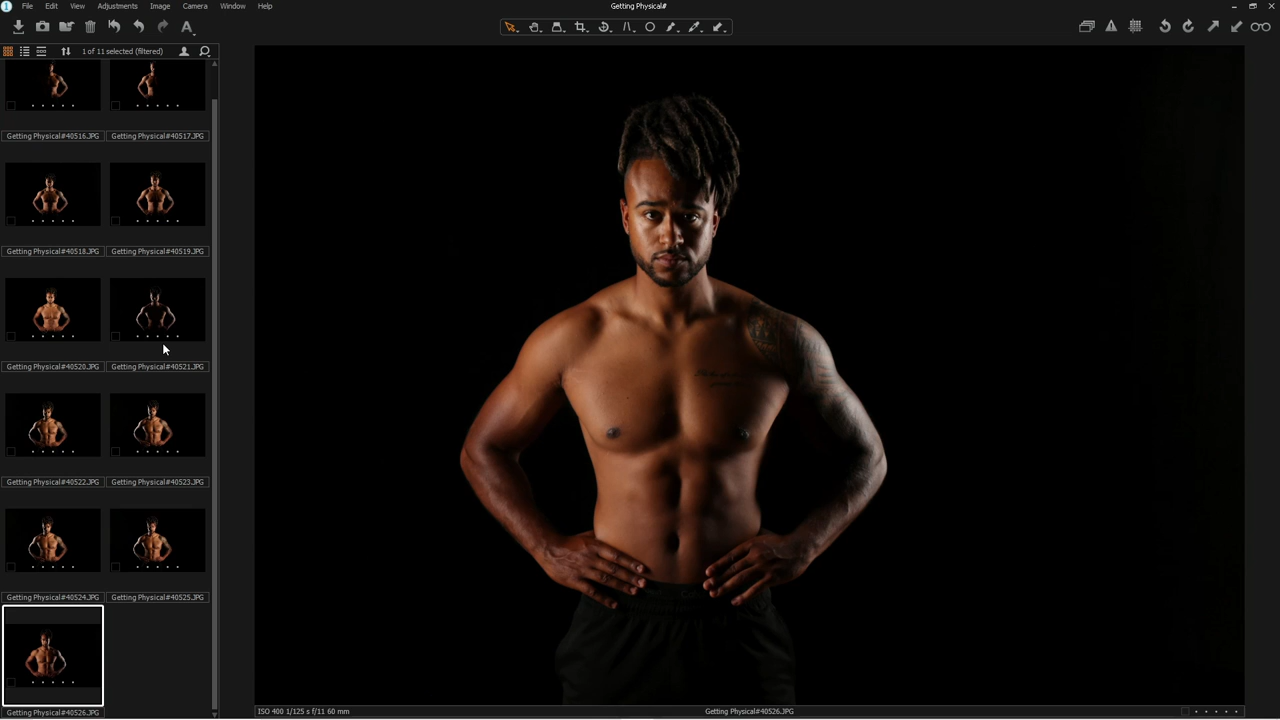 File Edit View Adjustments Image Camera Window Help
Getting Physical#
A
1 of 11 selected (filtered)
Getting Physical#40516.JPG Getting Physical#40517.JPG
Getting Physical#40518.JPG Getting Physical#40519.JPG
Getting Physical#40520.JPG Getting Physical#40521.JPG
Getting Physical#40522.JPG Getting Physical#40523.JPG
Getting Physical#40524.JPG Getting Physical#40525.JPG
Getting Physical#40526.JPG
ISO 400 1/125 s f/11 60 mm
Getting Physical#40526.JPG